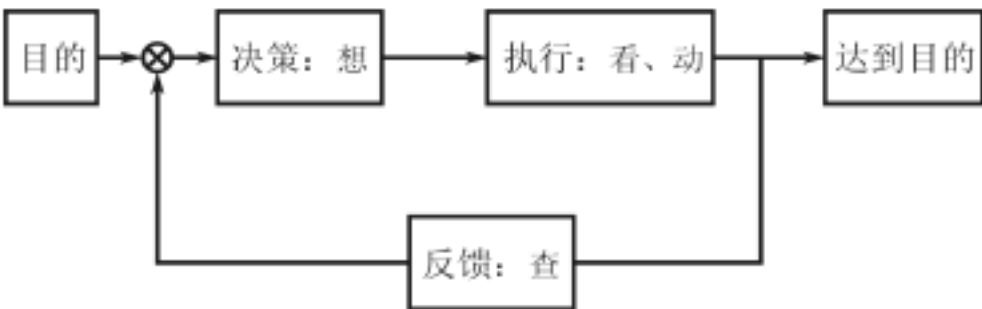 目的
决策：想
执行：看、动
达到目的
反馈：查